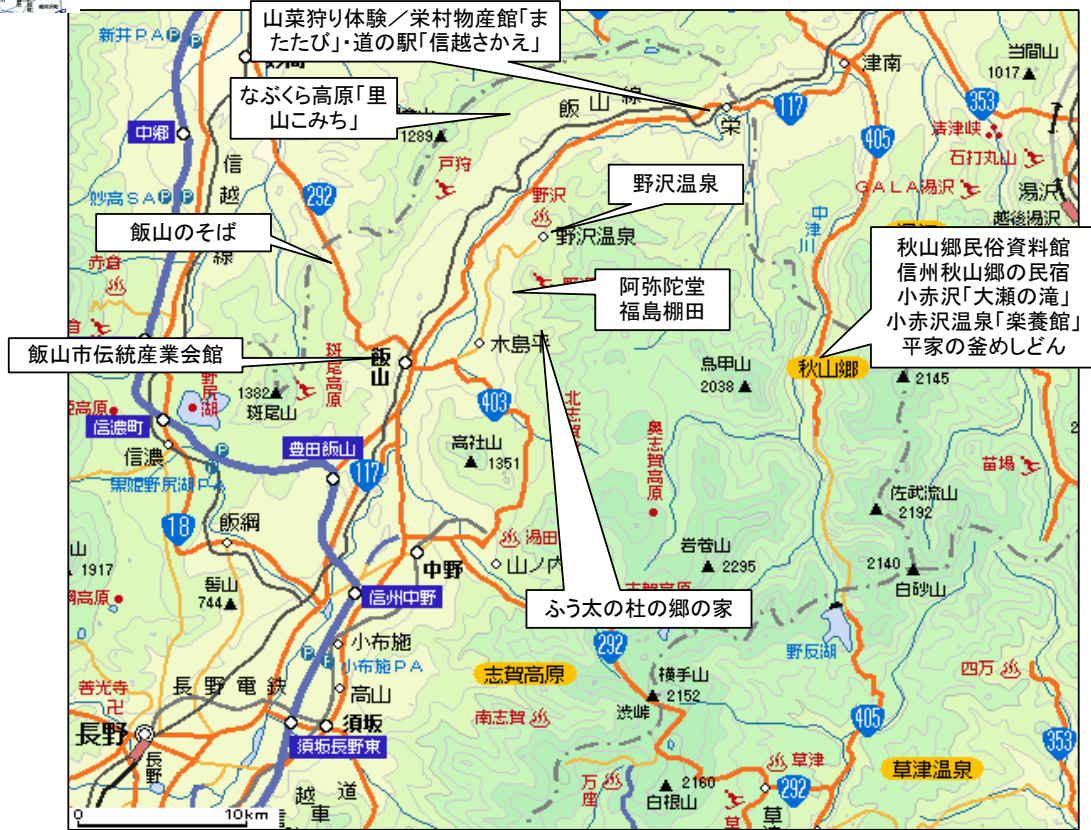 山菜狩り体験／栄村物産館「ま
たたび」・道の駅「信越さかえ」
なぶくら高原「里
山こみち」
飯山のそば
飯山市伝統産業会館
野沢温泉
阿弥陀堂
福島棚田
秋山郷民俗資料館
信州秋山郷の民宿
小赤沢「大瀬の滝」
小赤沢温泉「楽養館」
平家の釜めしどん
ふう太の杜の郷の家
新井PA
中郷
信越
線
妙高SA
292
1289
戸狩
飯山線
栄
117
津南
当間山
1017
353
清津峡
405
石打丸山
GALA湯沢
湯沢
越後湯沢
中津川
野沢
野沢温泉
赤倉
木島平
飯山
斑尾高原
1382
斑尾山
野尻湖
信濃町
信濃
黒姫野尻湖PA
豊田飯山
117
403
高社山
1351
鳥甲山
2038
秋山郷
2145
奥志賀高原
苗場
佐武流山
2192
岩菅山
2295
2140
白砂山
18
飯綱
1917
髻山
744
湯田
中野
山ノ内
信州中野
小布施
小布施PA
292
野反湖
志賀高原
横手山
2152
渋峠
四万
善光寺
長野電鉄
高山
長野
須坂
南志賀
405
須坂長野東
長野
353
草津
草津温泉
万座
2160
白根山
292
0
10km